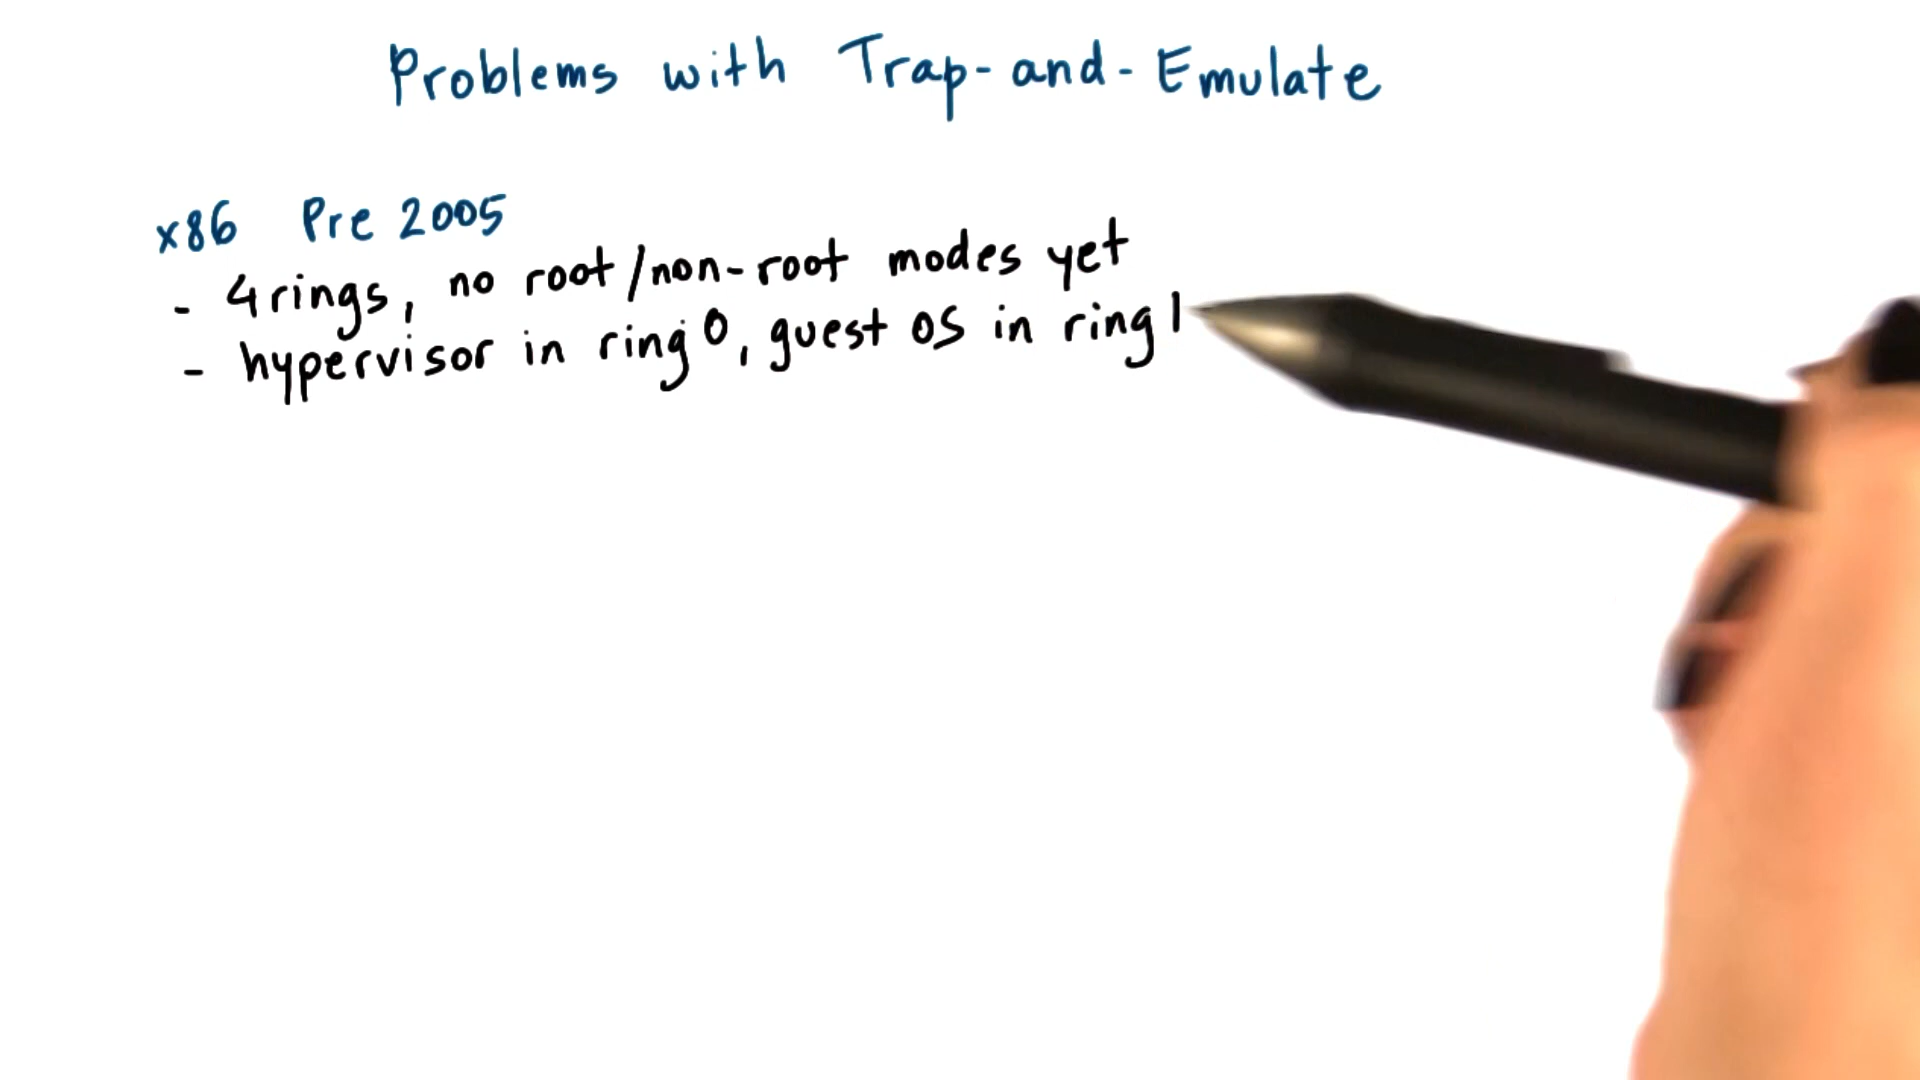 Problems with Trap-and-Emulate
x86 Pre 2005
- 4 rings, no root/non-root modes yet
- hypervisor in ring 0, guest OS in ring 1